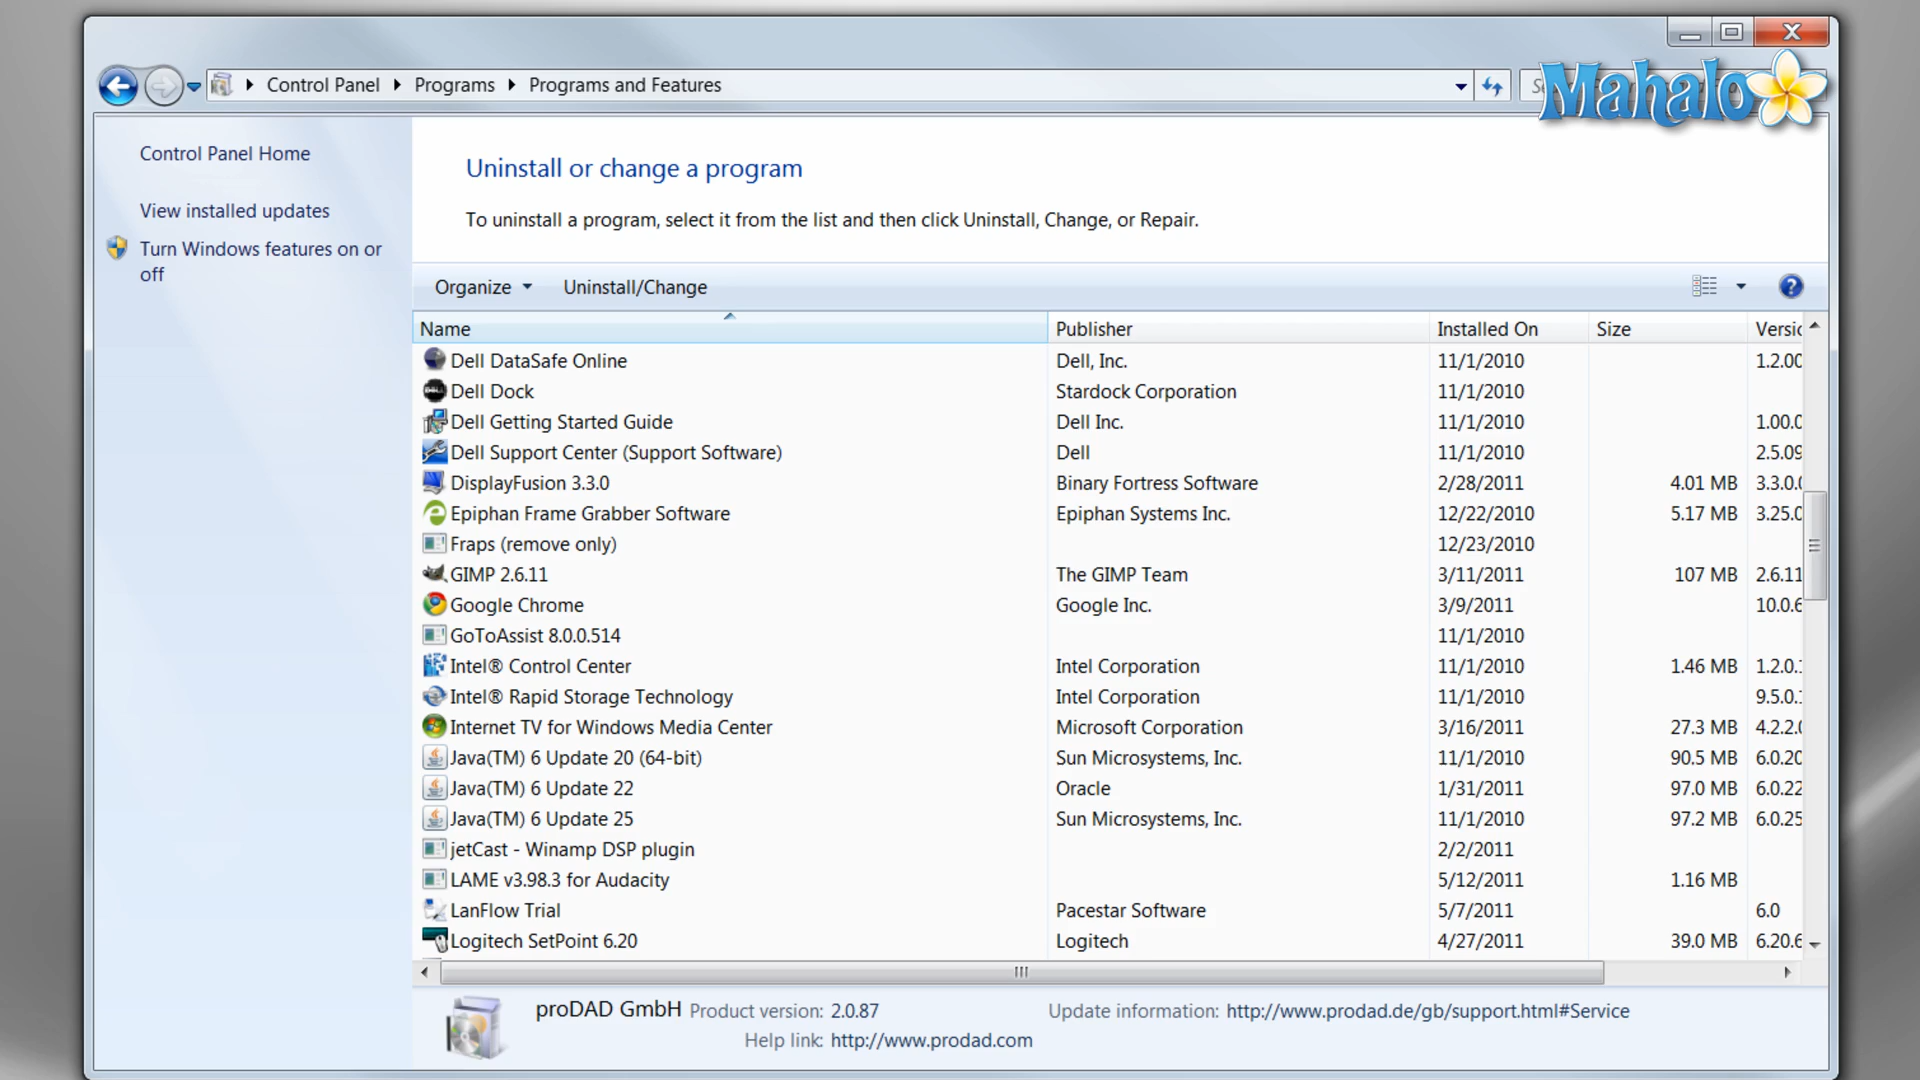 Mahalo
Control Panel Programs Programs and Features
Control Panel Home
View installed updates
Turn Windows features on or
off
Uninstall or change a program
To uninstall a program, select it from the list and then click Uninstall, Change, or Repair.
Organize Uninstall/Change
Name Publisher Installed On Size
Dell DataSafe Online Dell, Inc. 11/1/2010 1.2.00
Dell Dock Stardock Corporation 11/1/2010
Dell Getting Started Guide Dell Inc. 11/1/2010 1.00.0
Dell Support Center (Support Software) Dell 11/1/2010 2.5.09
DisplayFusion 3.3.0 Binary Fortress Software 2/28/2011 4.01 MB 3.3.0.
Epiphan Frame Grabber Software Epiphan Systems Inc. 12/22/2010 5.17 MB 3.25.0
Fraps (remove only) 12/23/2010
GIMP 2.6.11 The GIMP Team 3/11/2011 107 MB 2.6.11
Google Chrome Google Inc. 3/9/2011 10.0.6
GoToAssist 8.0.0.514 11/1/2010
Intel® Control Center Intel Corporation 11/1/2010 1.46 MB 1.2.0.
Intel® Rapid Storage Technology Intel Corporation 11/1/2010 9.5.0.
Internet TV for Windows Media Center Microsoft Corporation 3/16/2011 27.3 MB 4.2.2.
Java(TM) 6 Update 20 (64-bit) Sun Microsystems, Inc. 11/1/2010 90.5 MB 6.0.20
Java(TM) 6 Update 22 Oracle 1/31/2011 97.0 MB 6.0.22
Java(TM) 6 Update 25 Sun Microsystems, Inc. 11/1/2010 97.2 MB 6.0.25
jetCast - Winamp DSP plugin 2/2/2011
LAME v3.98.3 for Audacity 5/12/2011 1.16 MB
LanFlow Trial Pacestar Software 5/7/2011 6.0
Logitech SetPoint 6.20 Logitech 4/27/2011 39.0 MB 6.20.6
proDAD GmbH Product version: 2.0.87 Update information: http://www.prodad.de/gb/support.html#Service
Help link: http://www.prodad.com